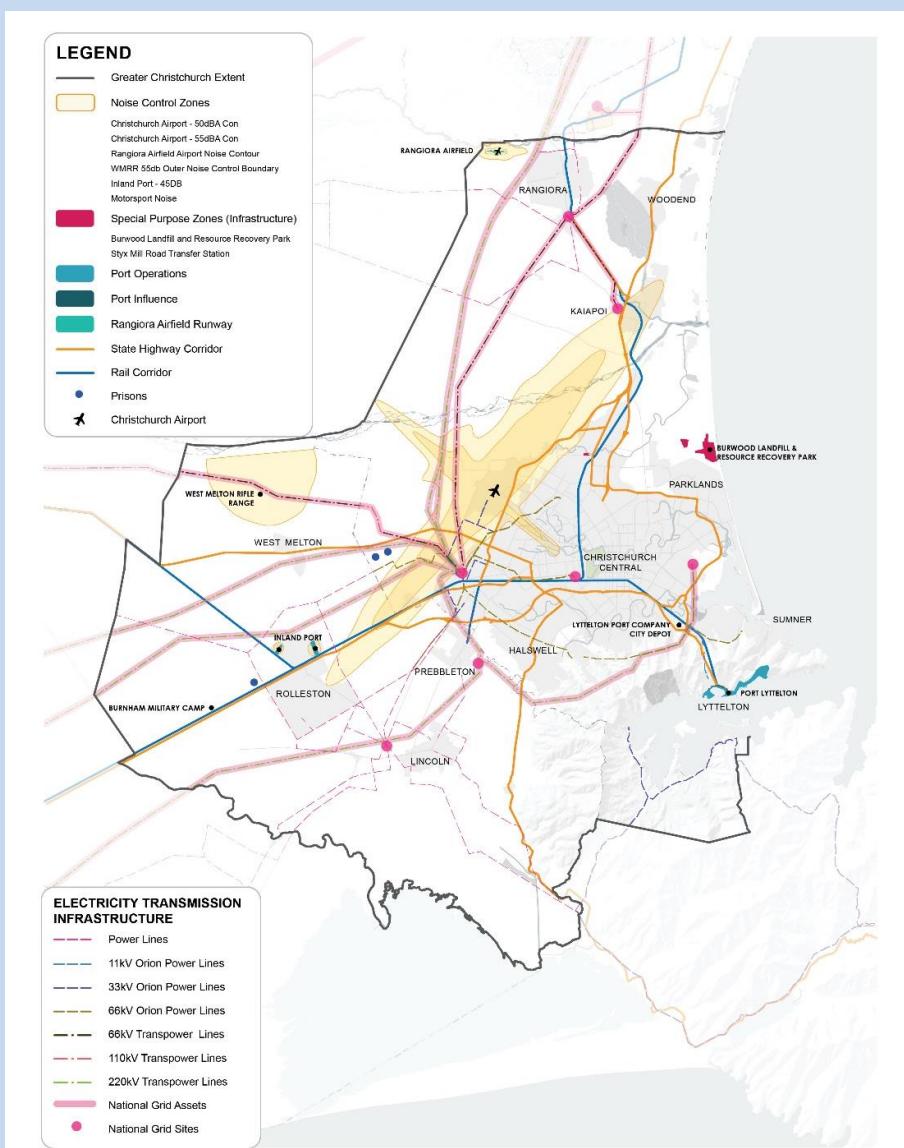 LEGEND
Greater Christchurch Extent
Noise Control Zones
Christchurch Airport - 50dBA Con
Christchurch Airport - 55dBA Con
Rangiora Airfield Airport Noise Contour
WMRR 55db Outer Noise Control Boundary
Inland Port - 45DB
Motorsport Noise
Special Purpose Zones (Infrastructure)
Burwood Landfill and Resource Recovery Park
Styx Mill Road Transfer Station
Port Operations
Port Influence
Rangiora Airfield Runway
State Highway Corridor
Rail Corridor
Prisons
Christchurch Airport
RANGIORA AIRFIELD
RANGIORA
WOODEND
KAIAPOI
BURWOOD LANDFILL &
RESOURCE RECOVERY PARK
PARKLANDS
WEST MELTON RIFLE
RANGE
WEST MELTON
CHRISTCHURCH
CENTRAL
SUMNER
LYTTELTON PORT COMPANY
CITY DEPOT
INLAND PORT
HALSWELL
PREBBLETON
ROLLESTON
PORT LYTTELTON
LYTTELTON
BURNHAM MILITARY CAMP
LINCOLN
ELECTRICITY TRANSMISSION
INFRASTRUCTURE
Power Lines
11kV Orion Power Lines
33kV Orion Power Lines
66kV Orion Power Lines
66kV Transpower Lines
110kV Transpower Lines
220kV Transpower Lines
National Grid Assets
National Grid Sites